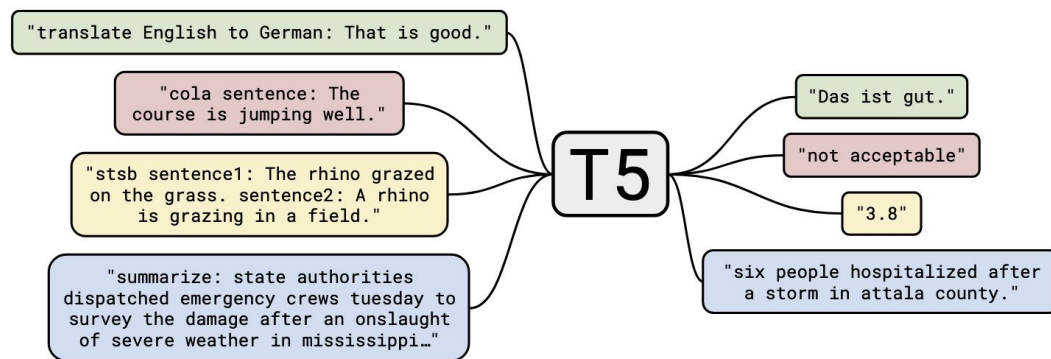 "translate English to German: That is good."
"cola sentence: The
course is jumping well."
"stsb sentence1: The rhino grazed
on the grass. sentence2: A rhino
is grazing in a field."
"summarize: state authorities
dispatched emergency crews tuesday to
survey the damage after an onslaught
of severe weather in mississippi…"
T5
"Das ist gut."
"not acceptable"
"3.8"
"six people hospitalized after
a storm in attala county."